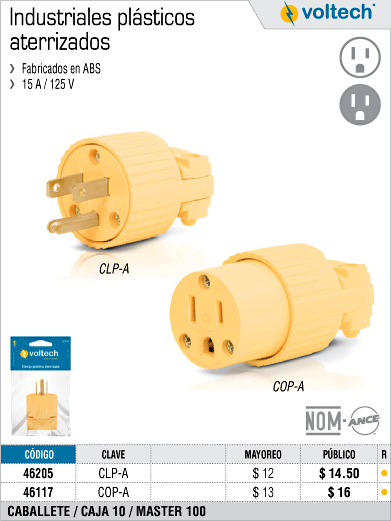 Industriales plásticos
aterrizados
voltech
› Fabricados en ABS
› 15 A / 125 V
CLP-A
COP-A
voltech
NOM-ANCE
CÓDIGO CLAVE MAYOREO PÚBLICO R
46205 CLP-A $ 12 $ 14.50
46117 COP-A $ 13 $ 16
CABALLETE / CAJA 10 / MASTER 100